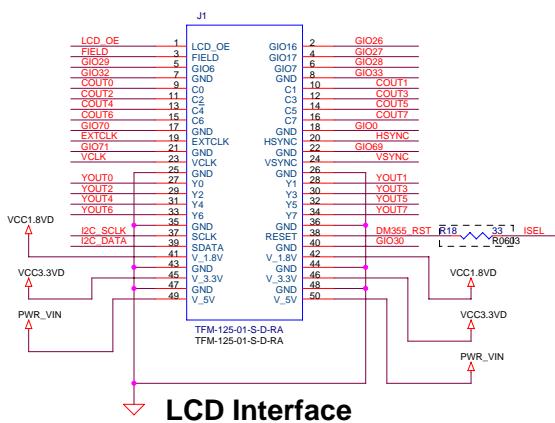 J1
LCD_OE 1 LCD_OE GIO16 2 GIO26
FIELD 3 FIELD GIO17 4 GIO27
GIO29 5 GIO6 GIO7 6 GIO28
GIO32 7 GND GND 8 GIO33
COUT0 9 C0 C1 10 COUT1
COUT2 11 C2 C3 12 COUT3
COUT4 13 C4 C5 14 COUT5
COUT6 15 C6 C7 16 COUT7
GIO70 17 GND GND 18 GIO0
EXTCLK 19 EXTCLK HSYNC 20 HSYNC
GIO71 21 GND GND 22 GIO69
VCLK 23 VCLK VSYNC 24 VSYNC
25 GND GND 26
YOUT0 27 Y0 Y1 28 YOUT1
YOUT2 29 Y2 Y3 30 YOUT3
YOUT4 31 Y4 Y5 32 YOUT5
YOUT6 33 Y6 Y7 34 YOUT7
VCC1.8VD 35 GND GND 36
I2C_SCLK 37 SCLK RESET 38 DM355_RST R18 33 ISEL
I2C_DATA 39 SDATA GND 40 GIO30 R0603
41 V_1.8V V_1.8V 42
VCC3.3VD 43 GND GND 44
45 V_3.3V V_3.3V 46 VCC1.8VD
47 GND GND 48
49 V_5V V_5V 50
PWR_VIN VCC3.3VD
TFM-125-01-S-D-RA
TFM-125-01-S-D-RA
PWR_VIN
LCD Interface